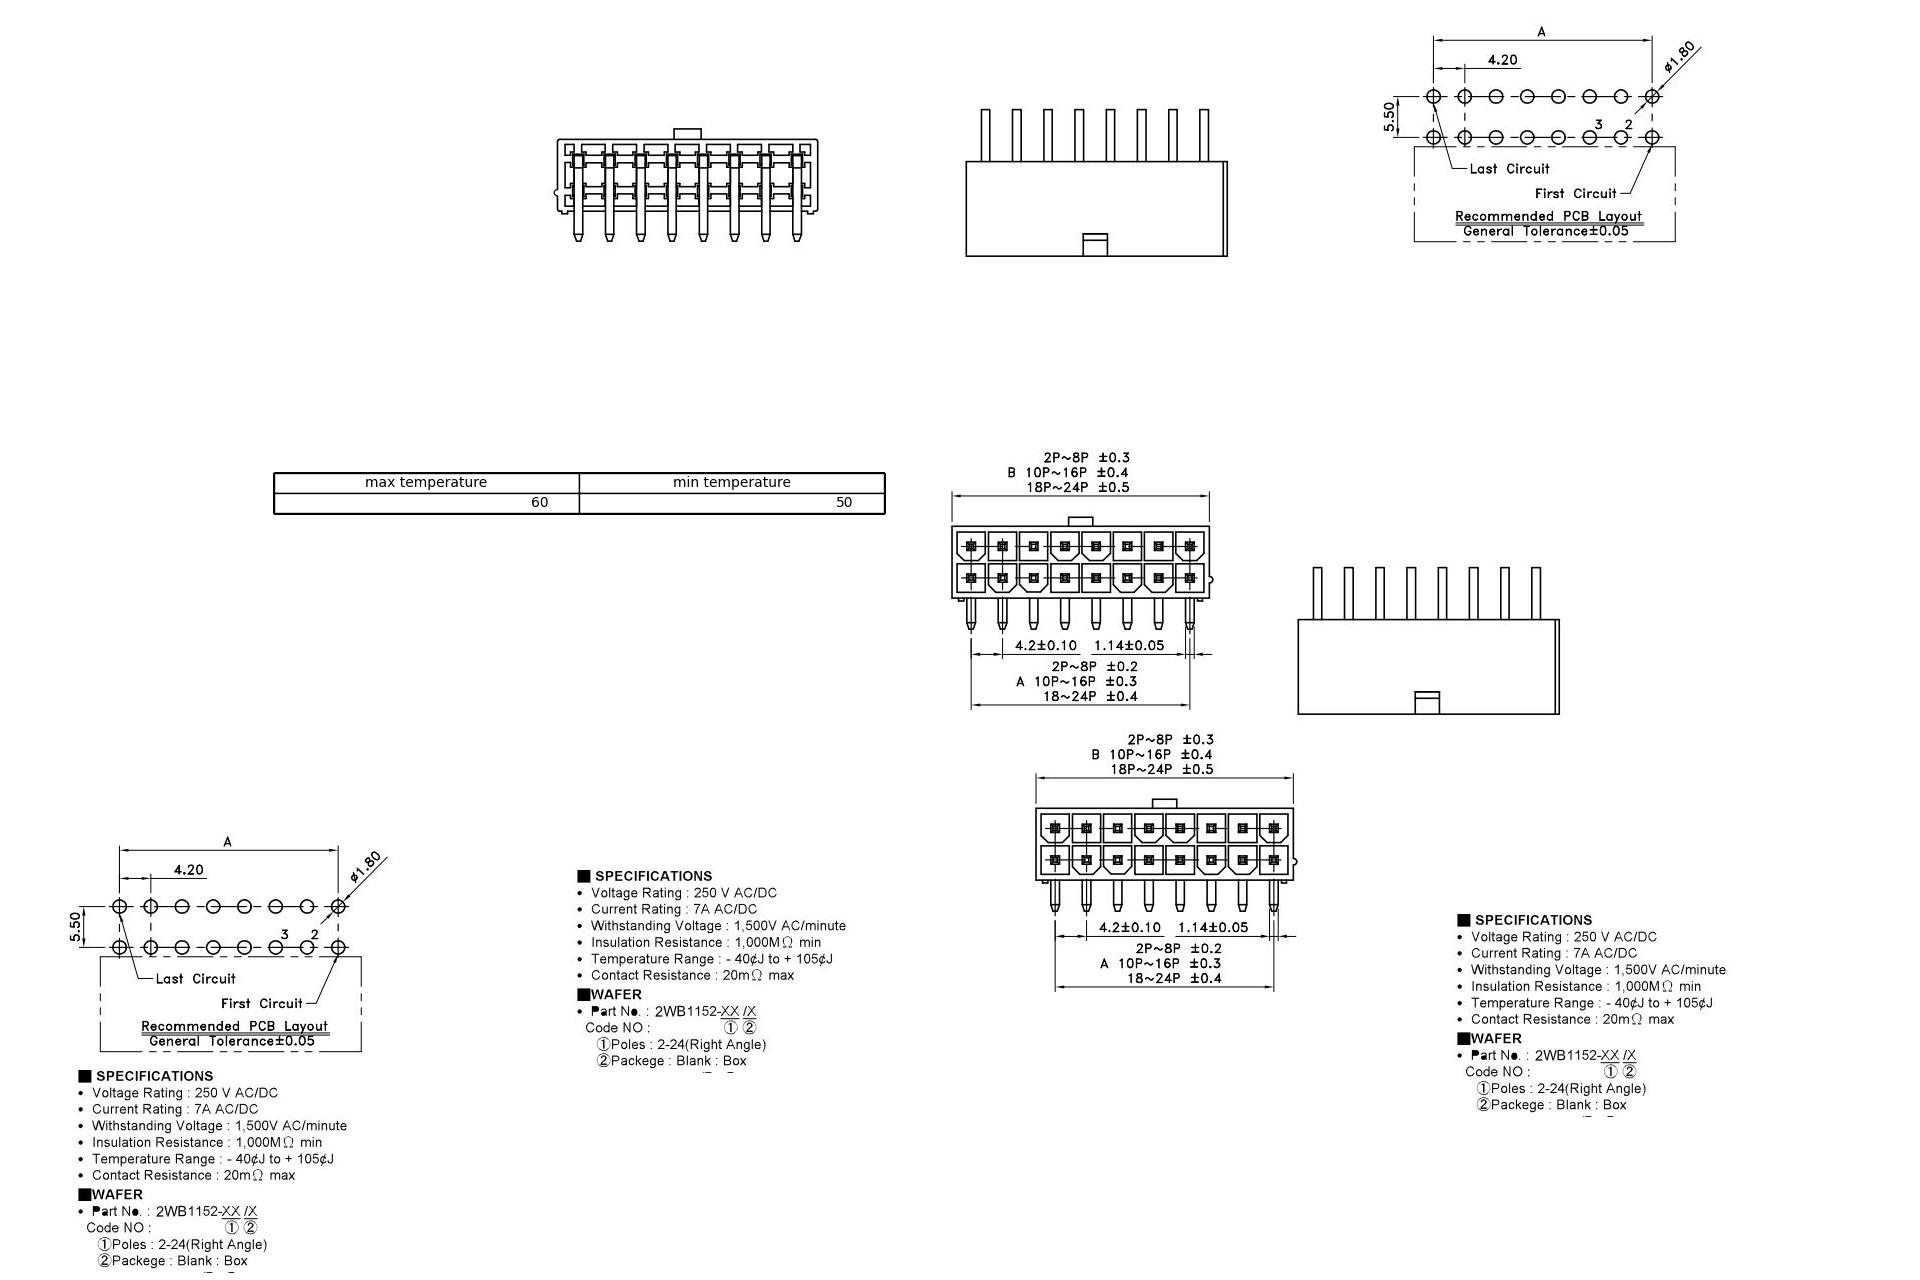 A
4.20
ø1.80
5.50
3 2
Last Circuit
First Circuit
Recommended PCB Layout
General Tolerance±0.05
max temperature min temperature
60 50
2P~8P ±0.3
B 10P~16P ±0.4
18P~24P ±0.5
4.2±0.10 1.14±0.05
2P~8P ±0.2
A 10P~16P ±0.3
18~24P ±0.4
2P~8P ±0.3
B 10P~16P ±0.4
18P~24P ±0.5
4.2±0.10 1.14±0.05
2P~8P ±0.2
A 10P~16P ±0.3
18~24P ±0.4
A
4.20
ø1.80
5.50
3 2
Last Circuit
First Circuit
Recommended PCB Layout
General Tolerance±0.05
■ SPECIFICATIONS
• Voltage Rating : 250 V AC/DC
• Current Rating : 7A AC/DC
• Withstanding Voltage : 1,500V AC/minute
• Insulation Resistance : 1,000MΩ min
• Temperature Range : - 40¢J to + 105¢J
• Contact Resistance : 20mΩ max
■WAFER
• Part No. : 2WB1152-XX /X
Code NO : ① ②
①Poles : 2-24(Right Angle)
②Packege : Blank : Box
■ SPECIFICATIONS
• Voltage Rating : 250 V AC/DC
• Current Rating : 7A AC/DC
• Withstanding Voltage : 1,500V AC/minute
• Insulation Resistance : 1,000MΩ min
• Temperature Range : - 40¢J to + 105¢J
• Contact Resistance : 20mΩ max
■WAFER
• Part No. : 2WB1152-XX /X
Code NO : ① ②
①Poles : 2-24(Right Angle)
②Packege : Blank : Box
■ SPECIFICATIONS
• Voltage Rating : 250 V AC/DC
• Current Rating : 7A AC/DC
• Withstanding Voltage : 1,500V AC/minute
• Insulation Resistance : 1,000MΩ min
• Temperature Range : - 40¢J to + 105¢J
• Contact Resistance : 20mΩ max
■WAFER
• Part No. : 2WB1152-XX /X
Code NO : ① ②
①Poles : 2-24(Right Angle)
②Packege : Blank : Box